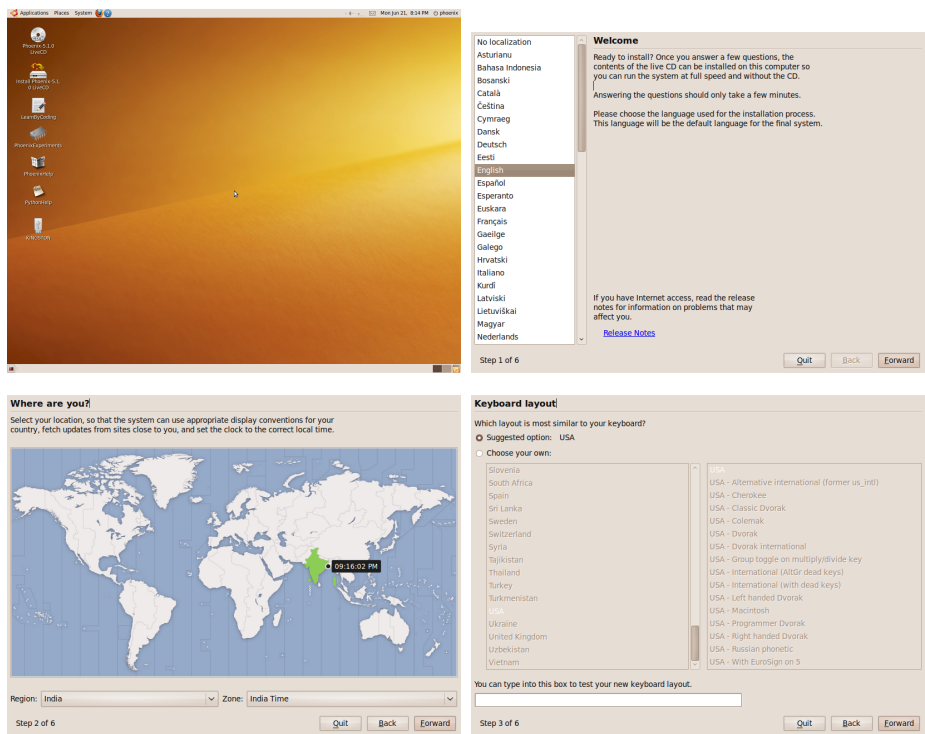 Applications Places System
Mon Jun 21, 8:14 PM phoenix
Phoenix-5.1.0
LiveCD
Install Phoenix-5.1.
0 LiveCD
LearnByCoding
PhoenixExperiments
PhoenixHelp
PythonHelp
KINGSTON
No localization
Asturianu
Bahasa Indonesia
Bosanski
Català
Čeština
Cymraeg
Dansk
Deutsch
Eesti
English
Español
Esperanto
Euskara
Français
Gaeilge
Galego
Hrvatski
Italiano
Kurdî
Latviski
Lietuviškai
Magyar
Nederlands
Welcome
Ready to install? Once you answer a few questions, the
contents of the live CD can be installed on this computer so
you can run the system at full speed and without the CD.
Answering the questions should only take a few minutes.
Please choose the language used for the installation process.
This language will be the default language for the final system.
If you have Internet access, read the release
notes for information on problems that may
affect you.
Release Notes
Step 1 of 6
Quit Back Forward
Where are you?
Select your location, so that the system can use appropriate display conventions for your
country, fetch updates from sites close to you, and set the clock to the correct local time.
09:16:02 PM
Region: India Zone: India Time
Step 2 of 6
Quit Back Forward
Keyboard layout
Which layout is most similar to your keyboard?
Suggested option: USA
Choose your own:
Slovenia
South Africa
Spain
Sri Lanka
Sweden
Switzerland
Syria
Tajikistan
Thailand
Turkey
Turkmenistan
USA
Ukraine
United Kingdom
Uzbekistan
Vietnam
USA
USA - Alternative international (former us_intl)
USA - Cherokee
USA - Classic Dvorak
USA - Colemak
USA - Dvorak
USA - Dvorak international
USA - Group toggle on multiply/divide key
USA - International (AltGr dead keys)
USA - International (with dead keys)
USA - Left handed Dvorak
USA - Macintosh
USA - Programmer Dvorak
USA - Right handed Dvorak
USA - Russian phonetic
USA - With EuroSign on 5
You can type into this box to test your new keyboard layout.
Step 3 of 6
Quit Back Forward